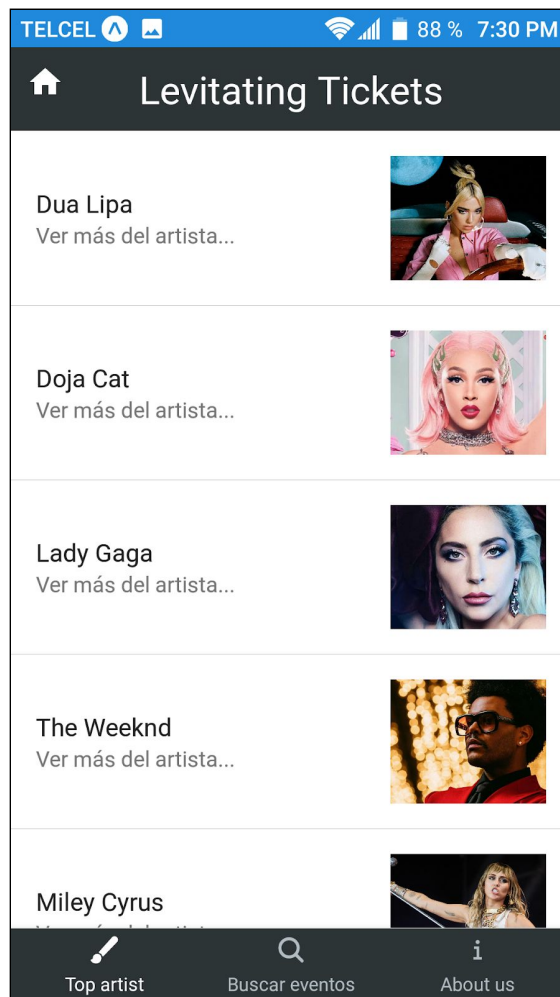 TELCEL 88 % 7:30 PM
Levitating Tickets
Dua Lipa
Ver más del artista...
Doja Cat
Ver más del artista...
Lady Gaga
Ver más del artista...
The Weeknd
Ver más del artista...
Miley Cyrus
Top artist Buscar eventos About us